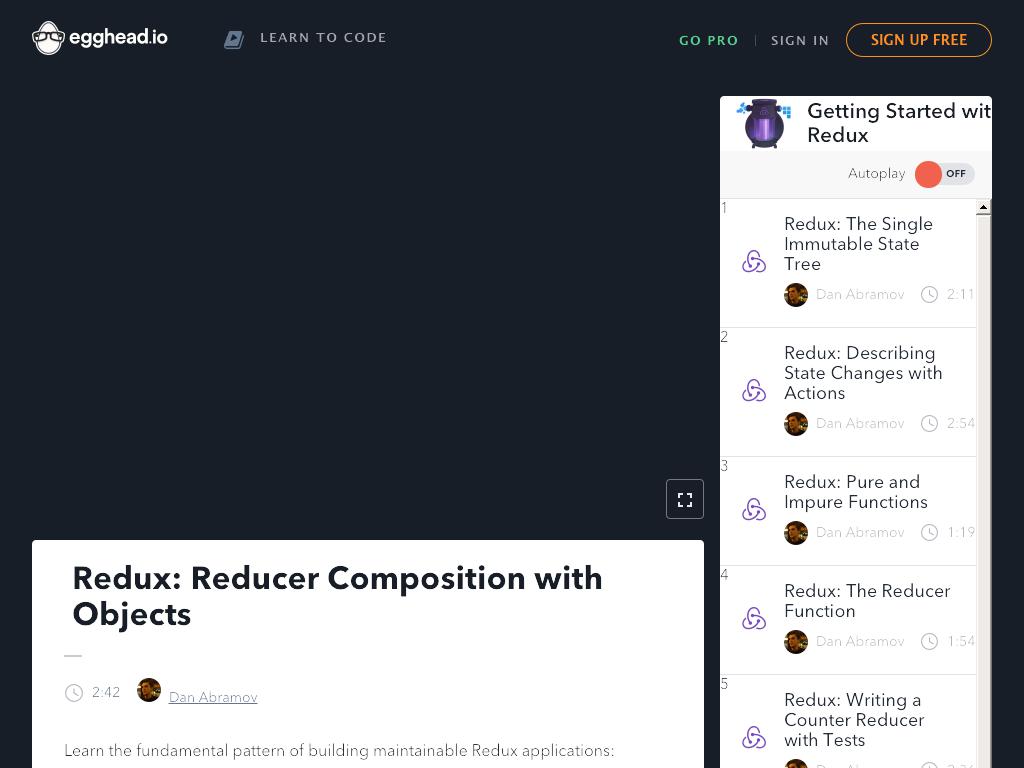 egghead.io
LEARN TO CODE
GO PRO
SIGN IN
SIGN UP FREE
Getting Started wit
Redux
Autoplay
OFF
1
Redux: The Single
Immutable State
Tree
Dan Abramov
2:11
2
Redux: Describing
State Changes with
Actions
Dan Abramov
2:54
3
Redux: Pure and
Impure Functions
Dan Abramov
1:19
4
Redux: The Reducer
Function
Dan Abramov
1:54
5
Redux: Writing a
Counter Reducer
with Tests
Redux: Reducer Composition with
Objects
2:42
Dan Abramov
Learn the fundamental pattern of building maintainable Redux applications: